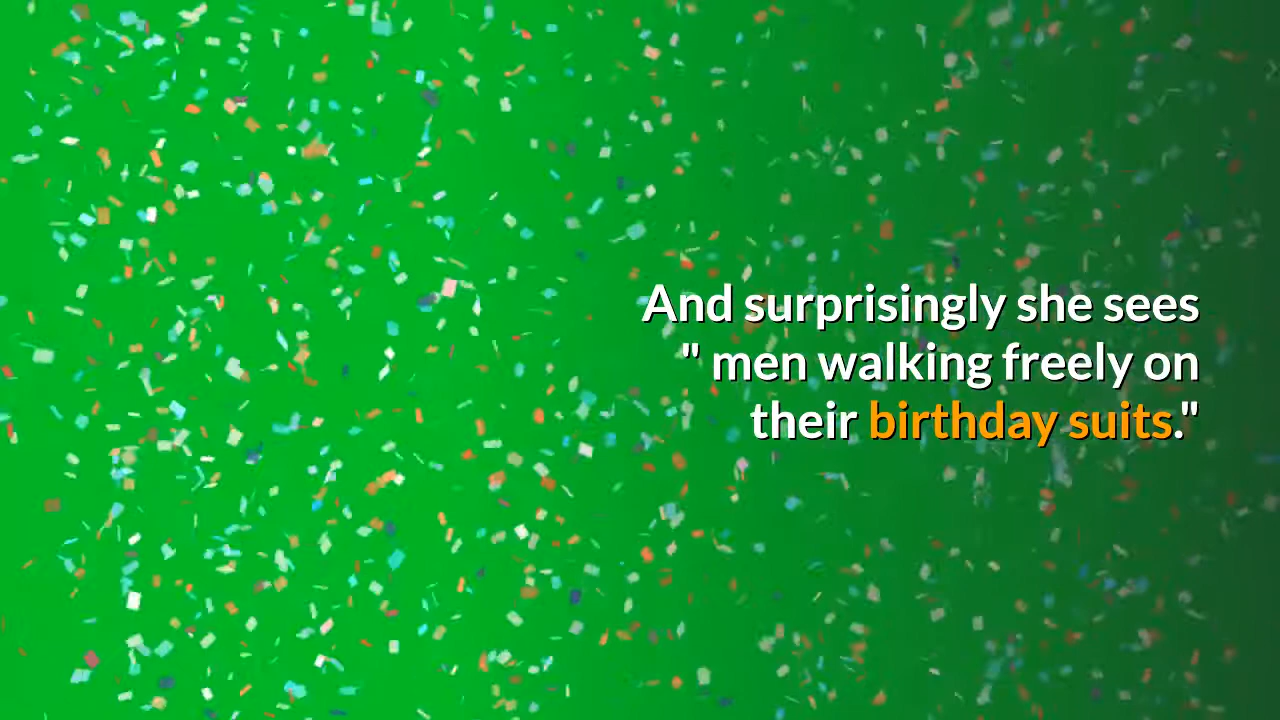 And surprisingly she sees
" men walking freely on
their birthday suits."